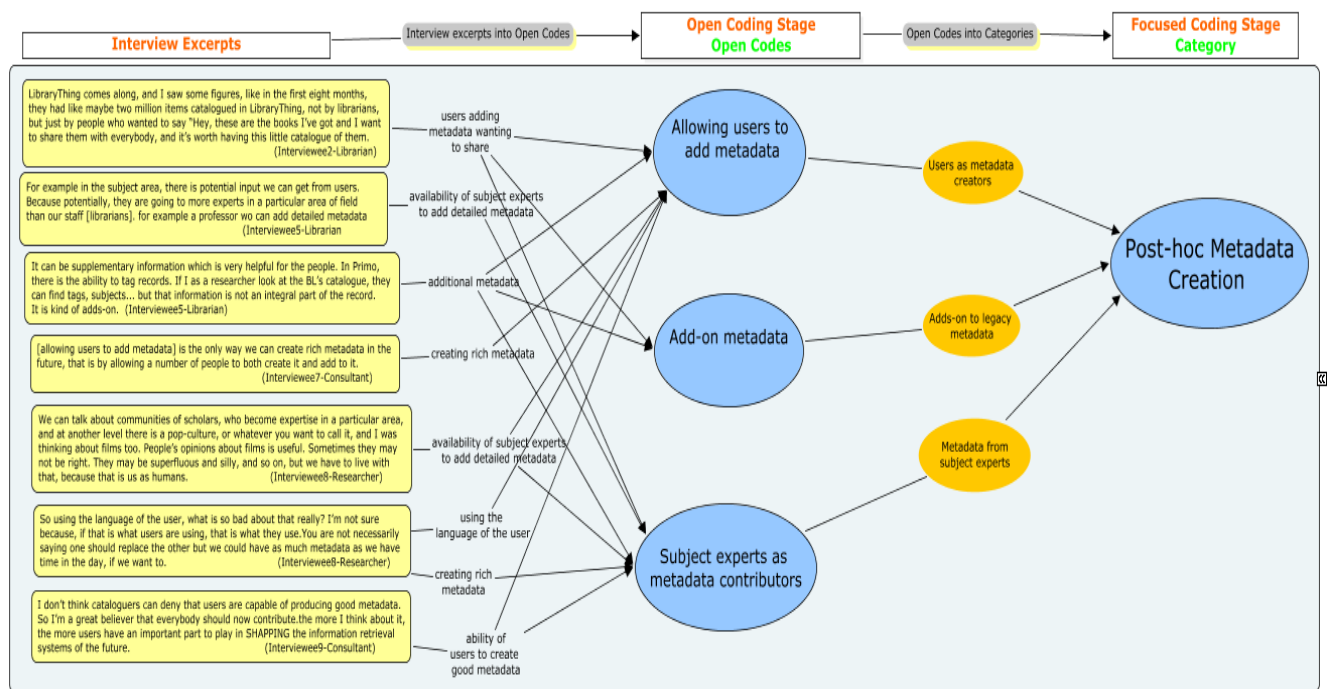 Interview Excerpts
Interview excerpts into Open Codes
Open Coding Stage
Open Codes
Open Codes into Categories
Focused Coding Stage
Category
LibraryThing comes along, and I saw some figures, like in the first eight months,
they had like maybe two million items catalogued in LibraryThing, not by librarians,
but just by people who wanted to say “Hey, these are the books I’ve got and I want
to share them with everybody, and it’s worth having this little catalogue of them.
(Interviewee2-Librarian)
For example in the subject area, there is potential input we can get from users.
Because potentially, they are going to more experts in a particular area of field
than our staff [librarians]. for example a professor wo can add detailed metadata
(Interviewee5-Librarian
It can be supplementary information which is very helpful for the people. In Primo,
there is the ability to tag records. If I as a researcher look at the BL’s catalogue, they
can find tags, subjects... but that information is not an integral part of the record.
It is kind of adds-on. (Interviewee5-Librarian)
[allowing users to add metadata] is the only way we can create rich metadata in the
future, that is by allowing a number of people to both create it and add to it.
(Interviewee7-Consultant)
We can talk about communities of scholars, who become expertise in a particular area,
and at another level there is a pop-culture, or whatever you want to call it, and I was
thinking about films too. People’s opinions about films is useful. Sometimes they may
not be right. They may be superfluous and silly, and so on, but we have to live with
that, because that is us as humans. (Interviewee8-Researcher)
So using the language of the user, what is so bad about that really? I’m not sure
because, if that is what users are using, that is what they use.You are not necessarily
saying one should replace the other but we could have as much metadata as we have
time in the day, if we want to. (Interviewee8-Researcher)
I don’t think cataloguers can deny that users are capable of producing good metadata.
So I’m a great believer that everybody should now contribute.the more I think about it,
the more users have an important part to play in SHAPPING the information retrieval
systems of the future. (Interviewee9-Consultant)
users adding
metadata wanting
to share
availability of subject experts
to add detailed metadata
additional metadata
creating rich metadata
availability of subject experts
to add detailed metadata
using the
language of the user
creating rich
metadata
ability of
users to create
good metadata
Allowing users to
add metadata
Add-on metadata
Subject experts as
metadata contributors
Users as metadata
creators
Adds-on to legacy
metadata
Metadata from
subject experts
Post-hoc Metadata
Creation